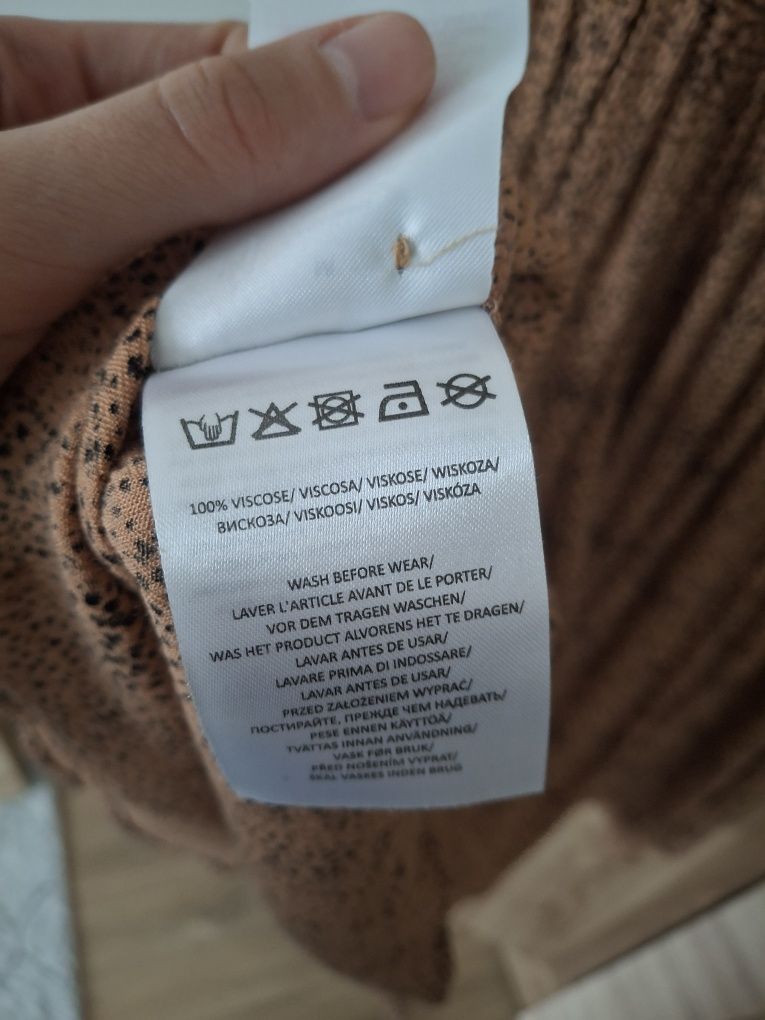 100% VISCOSE/ VISCOSA/ VISKOSE/ WISKOZA/
ВИСКОЗА/ VISKOOSI/ VISKOS/ VISKÓZA
WASH BEFORE WEAR/
LAVER L'ARTICLE AVANT DE LE PORTER/
VOR DEM TRAGEN WASCHEN/
WAS HET PRODUCT ALVORENS HET TE DRAGEN/
LAVAR ANTES DE USAR/
LAVARE PRIMA DI INDOSSARE/
LAVAR ANTES DE USAR/
PRZED ZAŁOŻENIEM WYPRAĆ/
ПОСТИРАЙТЕ, ПРЕЖДЕ ЧЕМ НАДЕВАТЬ/
PESE ENNEN KÄYTTÖÄ/
TVÄTTAS INNAN ANVÄNDNING/
VASK FØR BRUK/
PŘED NOŠENÍM VYPRAT/
SKAL VASKES INDEN BRUG